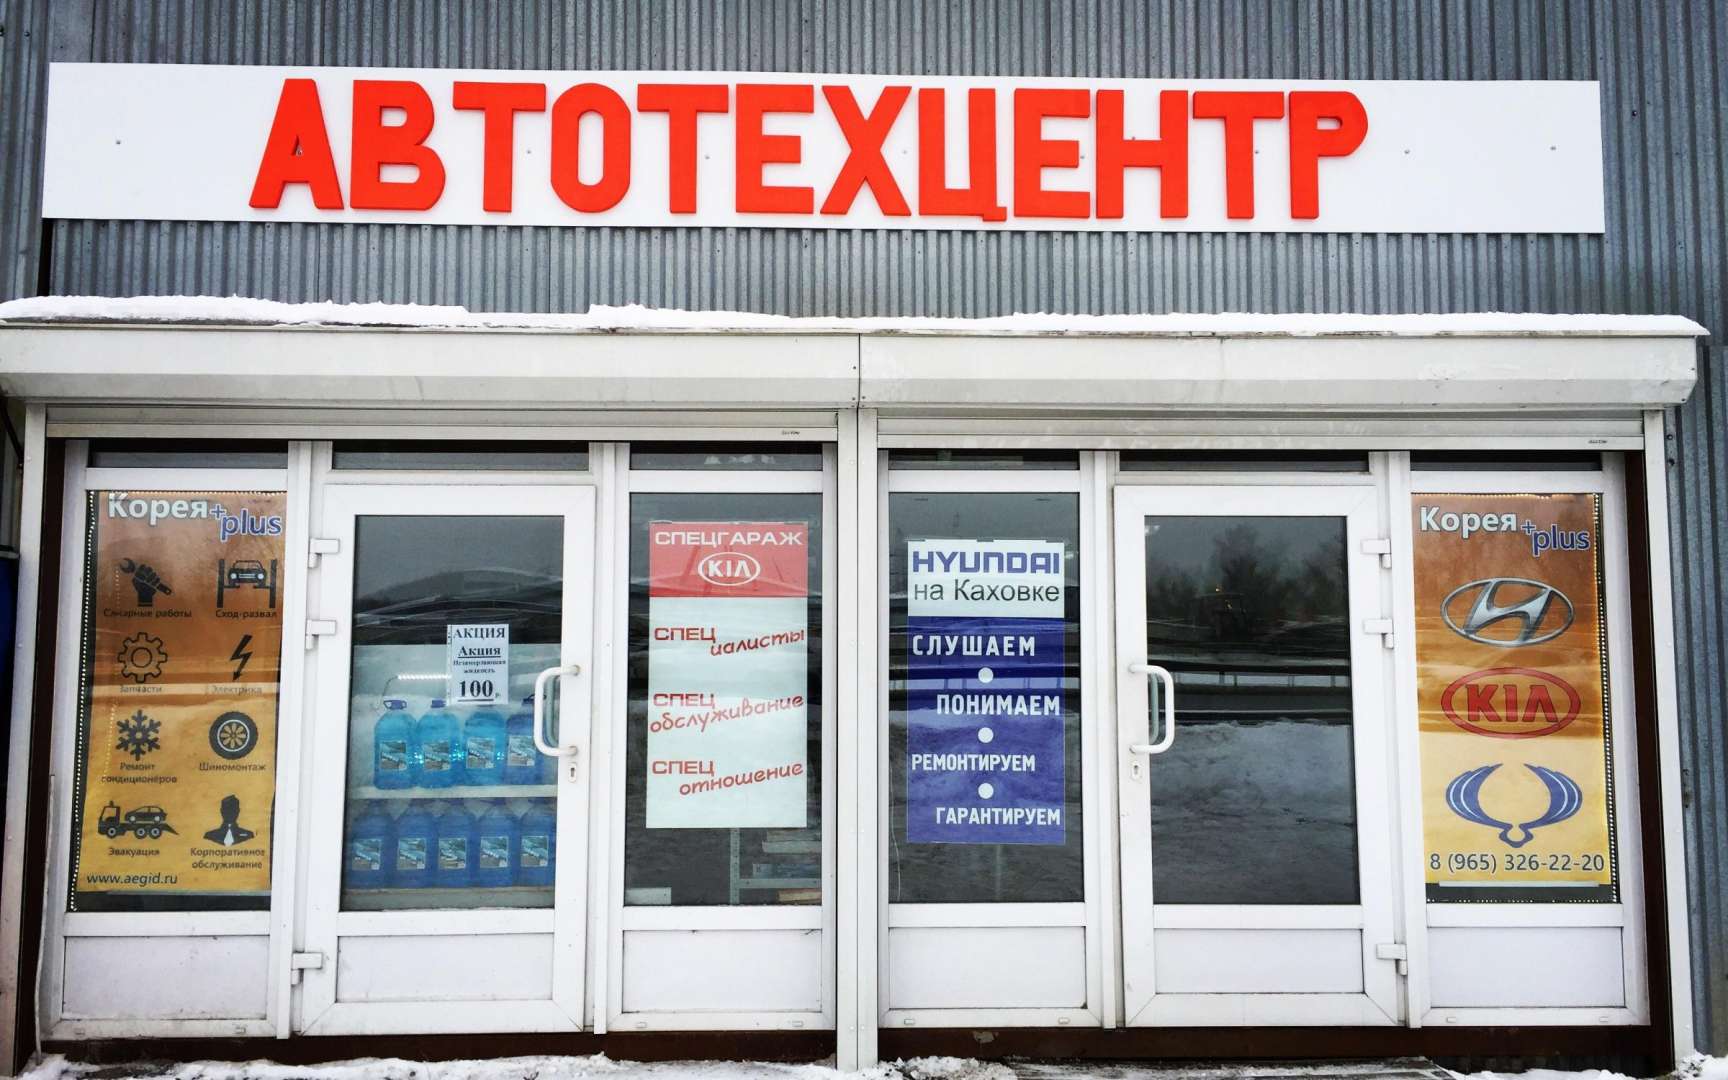 АВТОТЕХЦЕНТР
Корея+plus
Слесарные работы
Сход-развал
Запчасти
Электрика
Ремонт
кондиционеров
Шиномонтаж
Эвакуация
Корпоративное
обслуживание
www.aegid.ru
АКЦИЯ
Акция
Незамерзающая
жидкость
100 р.
СПЕЦГАРАЖ
KIA
СПЕЦ
иалисты
СПЕЦ
обслуживание
СПЕЦ
отношение
HYUNDAI
на Каховке
СЛУШАЕМ
ПОНИМАЕМ
РЕМОНТИРУЕМ
ГАРАНТИРУЕМ
Корея+plus
KIA
8 (965) 326-22-20